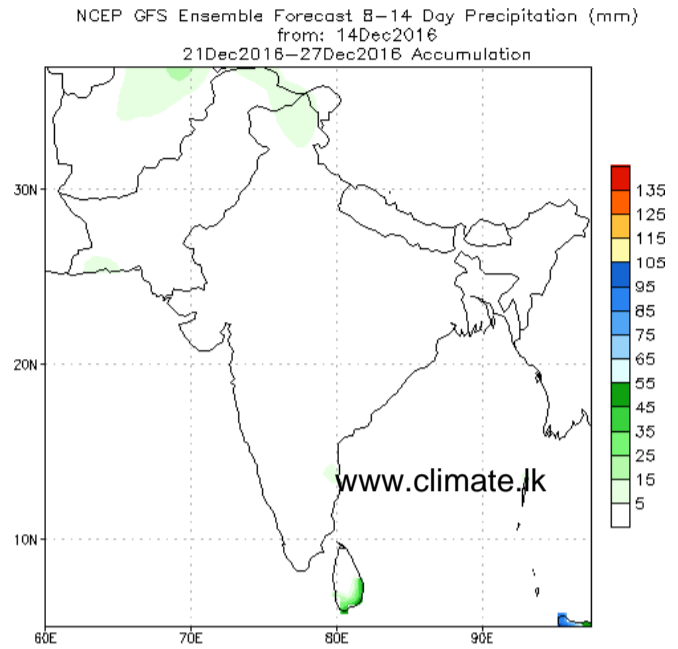 NCEP GFS Ensemble Forecast 8-14 Day Precipitation (mm)
from: 14Dec2016
21Dec2016-27Dec2016 Accumulation
30N
20N
10N
60E
70E
80E
90E
135
125
115
105
95
85
75
65
55
45
35
25
15
5
www.climate.lk